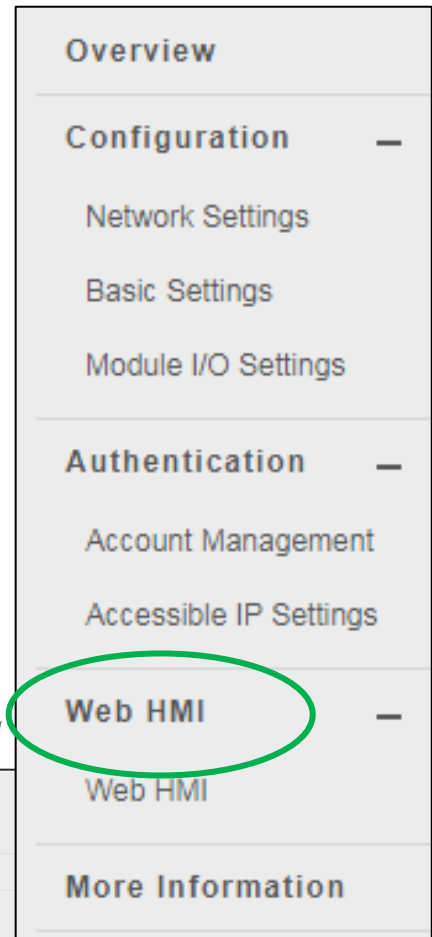 Overview
Configuration
Network Settings
Basic Settings
Module I/O Settings
Authentication
Account Management
Accessible IP Settings
Web HMI
Web HMI
More Information